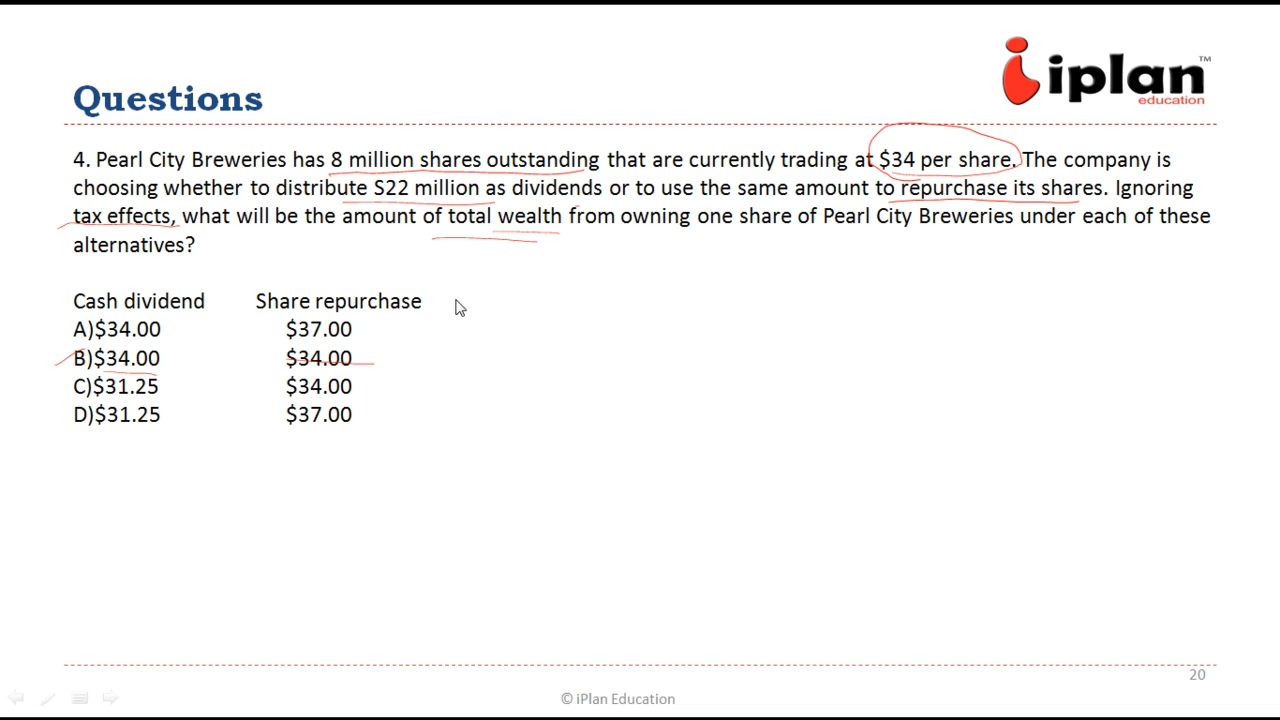 iplan
TM
education
Questions
4. Pearl City Breweries has 8 million shares outstanding that are currently trading at $34 per share. The company is
choosing whether to distribute $22 million as dividends or to use the same amount to repurchase its shares. Ignoring
tax effects, what will be the amount of total wealth from owning one share of Pearl City Breweries under each of these
alternatives?
Cash dividend Share repurchase
A)$34.00 $37.00
B)$34.00 $34.00
C)$31.25 $34.00
D)$31.25 $37.00
20
© iPlan Education